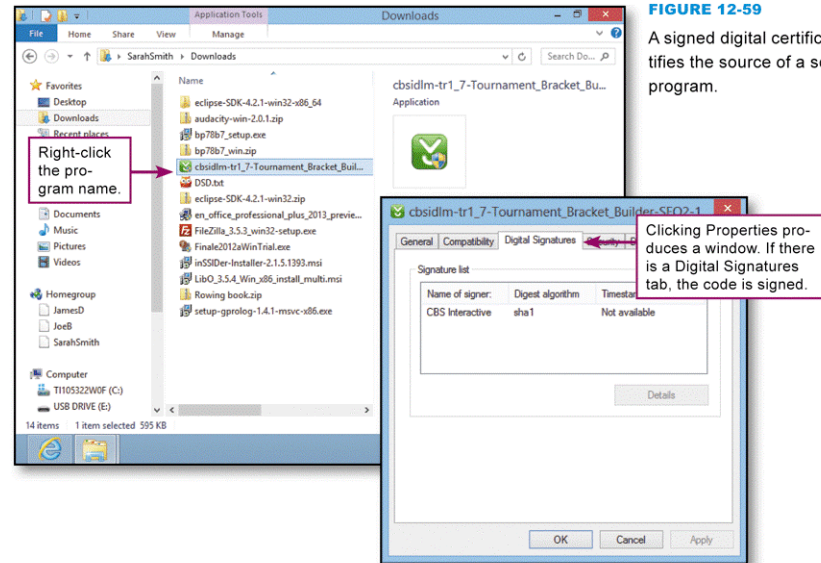 Application Tools
Downloads
File
Home
Share
View
Manage
SarahSmith
Downloads
Search Do...
Favorites
Desktop
Downloads
Recent places
Documents
Music
Pictures
Videos
Homegroup
JamesD
JoeB
SarahSmith
Computer
TI105322W0F (C:)
USB DRIVE (E:)
14 items
1 item selected 595 KB
Right-click
the pro-
gram name.
Name
eclipse-SDK-4.2.1-win32-x86_64
audacity-win-2.0.1.zip
bp78b7_setup.exe
bp78b7_win.zip
cbsidlm-tr1_7-Tournament_Bracket_Buil...
DSD.txt
eclipse-SDK-4.2.1-win32.zip
en_office_professional_plus_2013_previe...
FileZilla_3.5.3_win32-setup.exe
Finale2012aWinTrial.exe
inSSIDer-Installer-2.1.5.1393.msi
LibO_3.5.4_Win_x86_install_multi.msi
Rowing book.zip
setup-gprolog-1.4.1-msvc-x86.exe
cbsidlm-tr1_7-Tournament_Bracket_Bu...
Application
FIGURE 12-59
A signed digital
tifies the source of a
program.
cbsidlm-tr1_7-Tournament_Bracket_Builder-SEO2-1
General
Compatibility
Digital Signatures
Clicking Properties pro-
duces a window. If there
is a Digital Signatures
tab, the code is signed.
Signature list
Name of signer:
Digest algorithm
CBS Interactive
sha1
Not available
Details
OK
Cancel
Apply